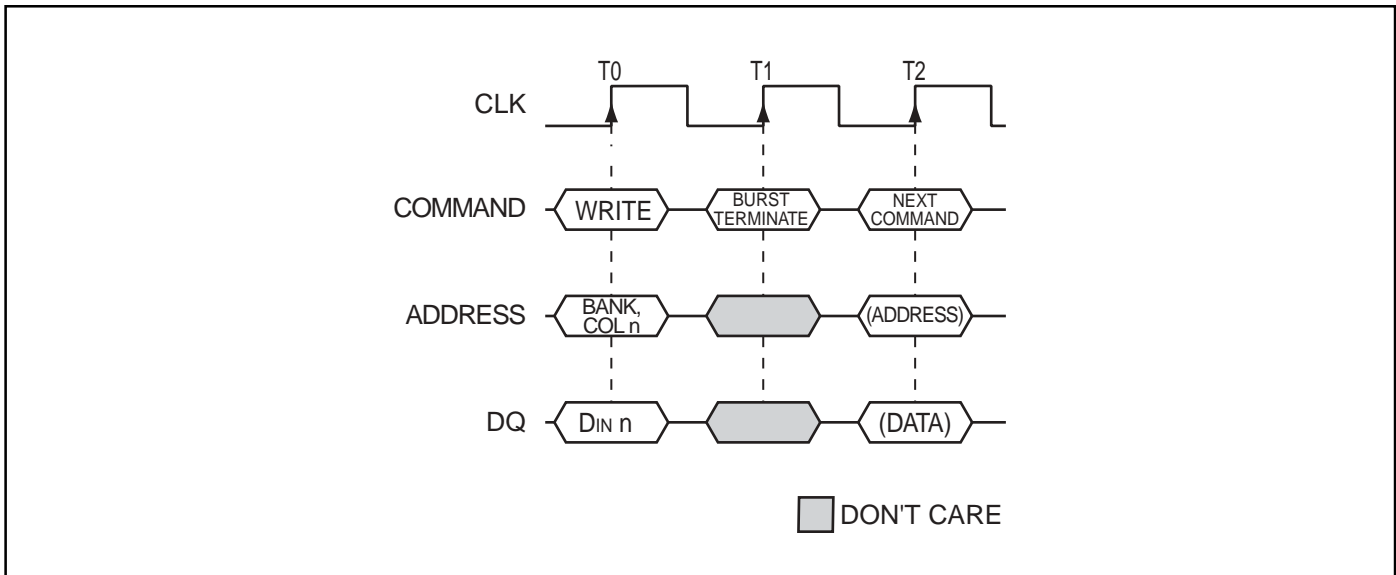 T0 T1 T2
CLK
COMMAND WRITE BURST TERMINATE NEXT COMMAND
ADDRESS BANK, COL n (ADDRESS)
DQ DIN n (DATA)
DON'T CARE